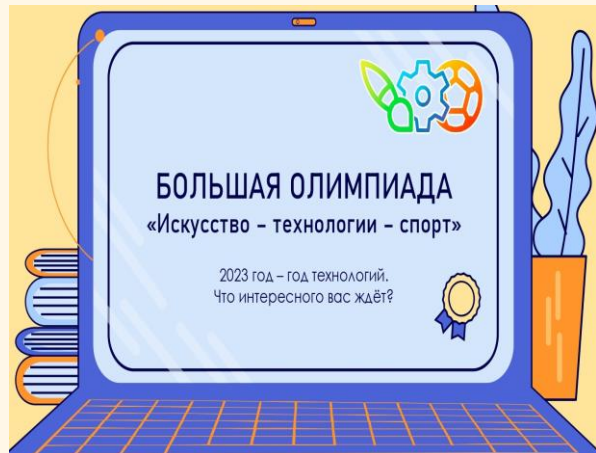 БОЛЬШАЯ ОЛИМПИАДА
«Искусство – технологии – спорт»
2023 год – год технологий.
Что интересного вас ждёт?